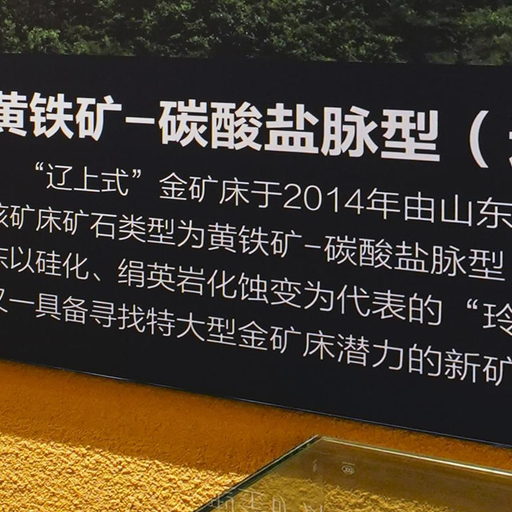 黄铁矿–碳酸盐脉型（
“辽上式”金矿床于2014年由山东
该矿床矿石类型为黄铁矿–碳酸盐脉型
东以硅化、绢英岩化蚀变为代表的“玲
又一具备寻找特大型金矿床潜力的新矿